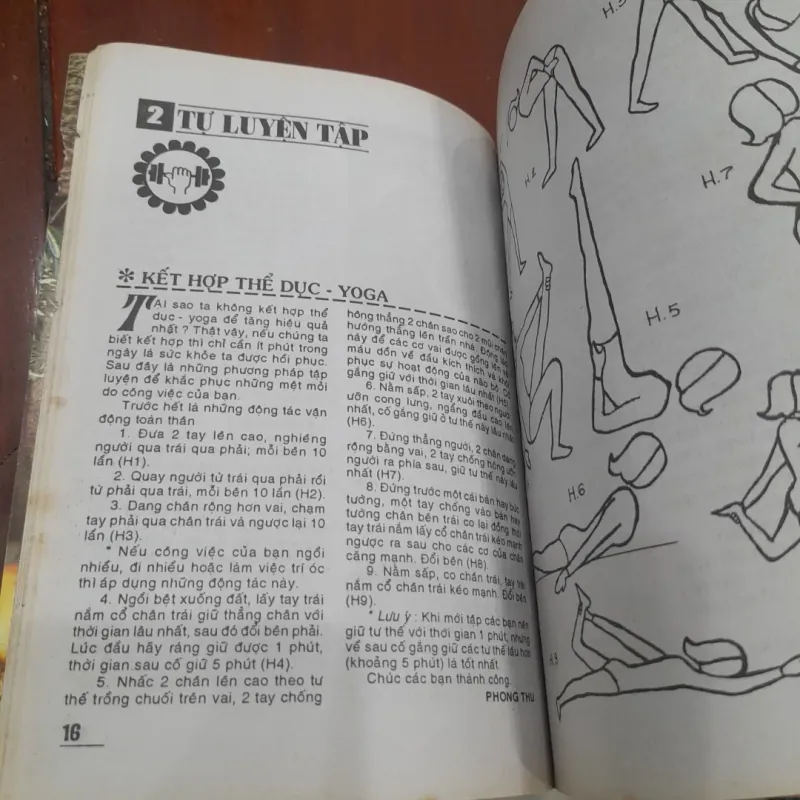 2 TỰ LUYỆN TẬP
* KẾT HỢP THỂ DỤC - YOGA
TẠI sao ta không kết hợp thể
dục - yoga để tăng hiệu quả
nhất ? Thật vậy, nếu chúng ta
biết kết hợp thì chỉ cần ít phút trong
ngày là sức khỏe ta được hồi phục.
Sau đây là những phương pháp tập
luyện để khắc phục những mệt mỏi
do công việc của bạn.
Trước hết là những động tác vận
động toàn thân
1. Đưa 2 tay lên cao, nghiêng
người qua trái qua phải; mỗi bên 10
lần (H1).
2. Quay người từ trái qua phải rồi
từ phải qua trái, mỗi bên 10 lần (H2).
3. Dang chân rộng hơn vai, chạm
tay phải qua chân trái và ngược lại 10
lần (H3).
* Nếu công việc của bạn ngồi
nhiều, đi nhiều hoặc làm việc trí óc
thì áp dụng những động tác này.
4. Ngồi bệt xuống đất, lấy tay trái
nắm cổ chân trái giữ thẳng chân với
thời gian lâu nhất, sau đó đổi bên phải.
Lúc đầu hãy ráng giữ được 1 phút,
thời gian sau cố giữ 5 phút (H4).
5. Nhấc 2 chân lên cao theo tư
thế trồng chuối trên vai, 2 tay chống
hông thẳng 2 chân sao cho 2 mũi chân
hướng thẳng lên trần nhà. Động tác
này để các cơ vai được gồng lên và
máu dồn về đầu kích thích và khôi
phục sự hoạt động của não bộ. Cố
gắng giữ với thời gian lâu nhất (H5).
6. Nằm sấp, 2 tay xuôi theo người
uỡn cong lưng, ngẩng đầu cao lên
nhất, cố gắng giữ ở tư thế này lâu nhất
(H6).
7. Đứng thẳng người, 2 chân dang
rộng bằng vai, 2 tay chống hông uỡn
người ra phía sau, giữ tư thế này lâu
nhất (H7).
8. Đứng trước một cái bàn hay bức
tường, một tay chống vào bàn hay
tường chân bên trái co lại đồng thời
tay trái nắm lấy cổ chân trái kéo mạnh
ngược ra sau cho các cơ của chân
căng mạnh. Đổi bên (H8).
9. Nằm sấp, co chân trái, tay trái
nắm cổ chân trái kéo mạnh. Đổi bên
(H9).
* Lưu ý : Khi mới tập các bạn nên
giữ tư thế với thời gian 1 phút, nhưng
về sau cố gắng giữ các tư thế lâu hơn
(khoảng 5 phút) là tốt nhất.
Chúc các bạn thành công.
PHONG THU
16
H.3
H.7
H.5
H.6